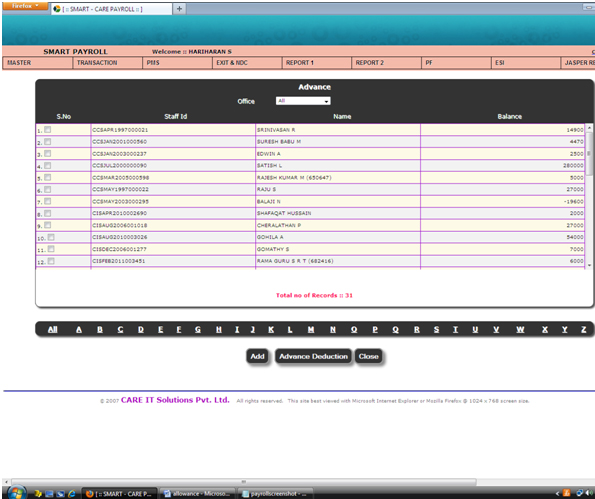 Firefox
[ :: SMART - CARE PAYROLL :: ] +
SMART PAYROLL Welcome :: HARIHARAN S
MASTER TRANSACTION PMS EXIT & NDC REPORT 1 REPORT 2 PF ESI JASPER RE
Advance
Office All
S.No Staff Id Name Balance
1. CCSAPR1997000021 SRINIVASAN R 14900
2. CCSJAN2001000560 SURESH BABU M 4470
3. CCSJAN2003000237 EDWIN A 2500
4. CCSJUL2000000090 SATISH L 280000
5. CCSMAR2005000598 RAJESH KUMAR M (650647) 5000
6. CCSMAY1997000022 RAJU S 27000
7. CCSMAY2003000295 BALAJI N -19600
8. CISAPR2010002690 SHAFAQAT HUSSAIN 2000
9. CISAUG2006001018 CHERALATHAN P 27000
10. CISAUG2010003026 GOHILA A 54000
11. CISDEC2006001277 GOMATHY S 7000
12. CISFEB2011003451 RAMA GURU S R T (682416) 6000
Total no of Records :: 31
All A B C D E F G H I J K L M N O P Q R S T U V W X Y Z
Add Advance Deduction Close
© 2007 CARE IT Solutions Pvt. Ltd. All rights reserved. This site best viewed with Microsoft Internet Explorer or Mozilla Firefox @ 1024 x 768 screen size.
[ :: SMART - CARE P... allowance - Microso... payrollscreenshot - ...